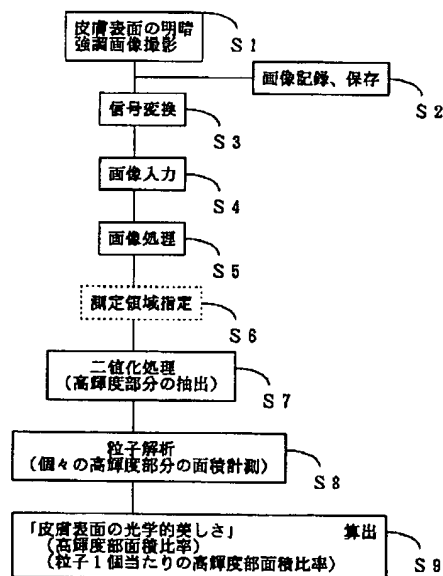 皮膚表面の明暗
強調画像撮影
S1
画像記録、保存
S2
信号変換
S3
画像入力
S4
画像処理
S5
測定領域指定
S6
二値化処理
(高輝度部分の抽出)
S7
粒子解析
(個々の高輝度部分の面積計測)
S8
「皮膚表面の光学的美しさ」 算出
(高輝度部面積比率)
(粒子1個当たりの高輝度部面積比率)
S9